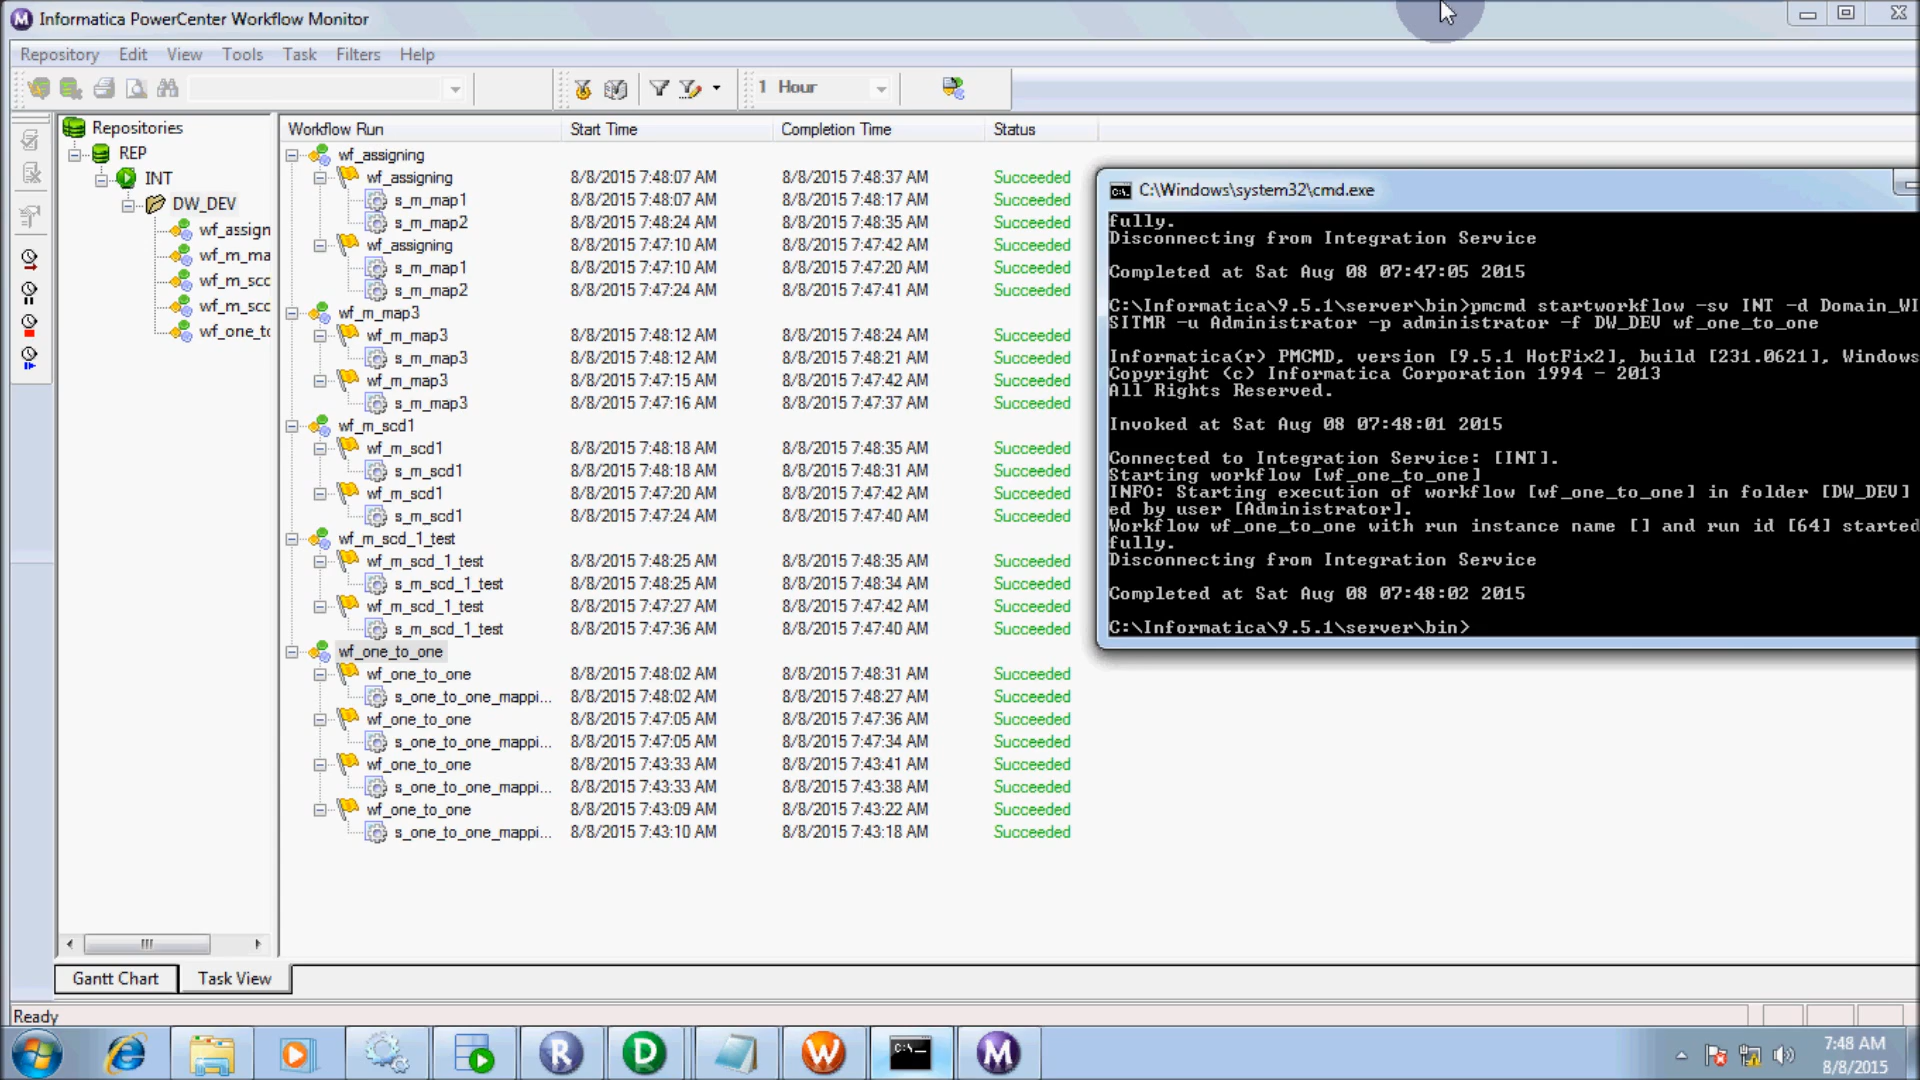 Informatica PowerCenter Workflow Monitor
Repository Edit View Tools Task Filters Help
1 Hour
Repositories
REP
INT
DW_DEV
wf_assign
wf_m_ma
wf_m_scc
wf_m_scc
wf_one_tc
Workflow Run Start Time Completion Time Status
wf_assigning
wf_assigning 8/8/2015 7:48:07 AM 8/8/2015 7:48:37 AM Succeeded
s_m_map1 8/8/2015 7:48:07 AM 8/8/2015 7:48:17 AM Succeeded
s_m_map2 8/8/2015 7:48:24 AM 8/8/2015 7:48:35 AM Succeeded
wf_assigning 8/8/2015 7:47:10 AM 8/8/2015 7:47:42 AM Succeeded
s_m_map1 8/8/2015 7:47:10 AM 8/8/2015 7:47:20 AM Succeeded
s_m_map2 8/8/2015 7:47:24 AM 8/8/2015 7:47:41 AM Succeeded
wf_m_map3
wf_m_map3 8/8/2015 7:48:12 AM 8/8/2015 7:48:24 AM Succeeded
s_m_map3 8/8/2015 7:48:12 AM 8/8/2015 7:48:21 AM Succeeded
wf_m_map3 8/8/2015 7:47:15 AM 8/8/2015 7:47:42 AM Succeeded
s_m_map3 8/8/2015 7:47:16 AM 8/8/2015 7:47:37 AM Succeeded
wf_m_scd1
wf_m_scd1 8/8/2015 7:48:18 AM 8/8/2015 7:48:35 AM Succeeded
s_m_scd1 8/8/2015 7:48:18 AM 8/8/2015 7:48:31 AM Succeeded
wf_m_scd1 8/8/2015 7:47:20 AM 8/8/2015 7:47:42 AM Succeeded
s_m_scd1 8/8/2015 7:47:24 AM 8/8/2015 7:47:40 AM Succeeded
wf_m_scd_1_test
wf_m_scd_1_test 8/8/2015 7:48:25 AM 8/8/2015 7:48:35 AM Succeeded
s_m_scd_1_test 8/8/2015 7:48:25 AM 8/8/2015 7:48:34 AM Succeeded
wf_m_scd_1_test 8/8/2015 7:47:27 AM 8/8/2015 7:47:42 AM Succeeded
s_m_scd_1_test 8/8/2015 7:47:36 AM 8/8/2015 7:47:40 AM Succeeded
wf_one_to_one
wf_one_to_one 8/8/2015 7:48:02 AM 8/8/2015 7:48:31 AM Succeeded
s_one_to_one_mappi... 8/8/2015 7:48:02 AM 8/8/2015 7:48:27 AM Succeeded
wf_one_to_one 8/8/2015 7:47:05 AM 8/8/2015 7:47:36 AM Succeeded
s_one_to_one_mappi... 8/8/2015 7:47:05 AM 8/8/2015 7:47:34 AM Succeeded
wf_one_to_one 8/8/2015 7:43:33 AM 8/8/2015 7:43:41 AM Succeeded
s_one_to_one_mappi... 8/8/2015 7:43:33 AM 8/8/2015 7:43:38 AM Succeeded
wf_one_to_one 8/8/2015 7:43:09 AM 8/8/2015 7:43:22 AM Succeeded
s_one_to_one_mappi... 8/8/2015 7:43:10 AM 8/8/2015 7:43:18 AM Succeeded
C:\Windows\system32\cmd.exe
fully.
Disconnecting from Integration Service
Completed at Sat Aug 08 07:47:05 2015
C:\Informatica\9.5.1\server\bin>pmcmd startworkflow -sv INT -d Domain_WI
SITMR -u Administrator -p administrator -f DW_DEV wf_one_to_one
Informatica(r) PMCMD, version [9.5.1 HotFix2], build [231.0621], Windows
Copyright (c) Informatica Corporation 1994 - 2013
All Rights Reserved.
Invoked at Sat Aug 08 07:48:01 2015
Connected to Integration Service: [INT].
Starting workflow [wf_one_to_one]
INFO: Starting execution of workflow [wf_one_to_one] in folder [DW_DEV]
ed by user [Administrator].
Workflow wf_one_to_one with run instance name [] and run id [64] started
fully.
Disconnecting from Integration Service
Completed at Sat Aug 08 07:48:02 2015
C:\Informatica\9.5.1\server\bin>
Gantt Chart Task View
Ready
7:48 AM
8/8/2015